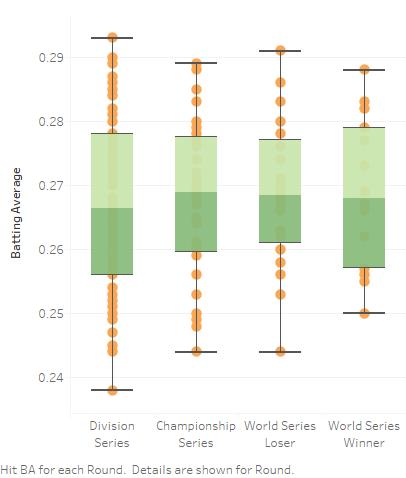 0.29
0.28
0.27
0.26
0.25
0.24
Batting Average
Division Series
Championship Series
World Series Loser
World Series Winner
Hit BA for each Round. Details are shown for Round.